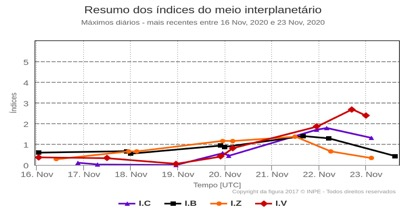 Resumo dos índices do meio interplanetário
Máximos diários - mais recentes entre 16 Nov, 2020 e 23 Nov, 2020
5
4
3
2
1
0
Índices
16. Nov 17. Nov 18. Nov 19. Nov 20. Nov 21. Nov 22. Nov 23. Nov
Tempo [UTC]
Copyright da figura 2017 © INPE - Todos direitos reservados
I.C I.B I.Z I.V